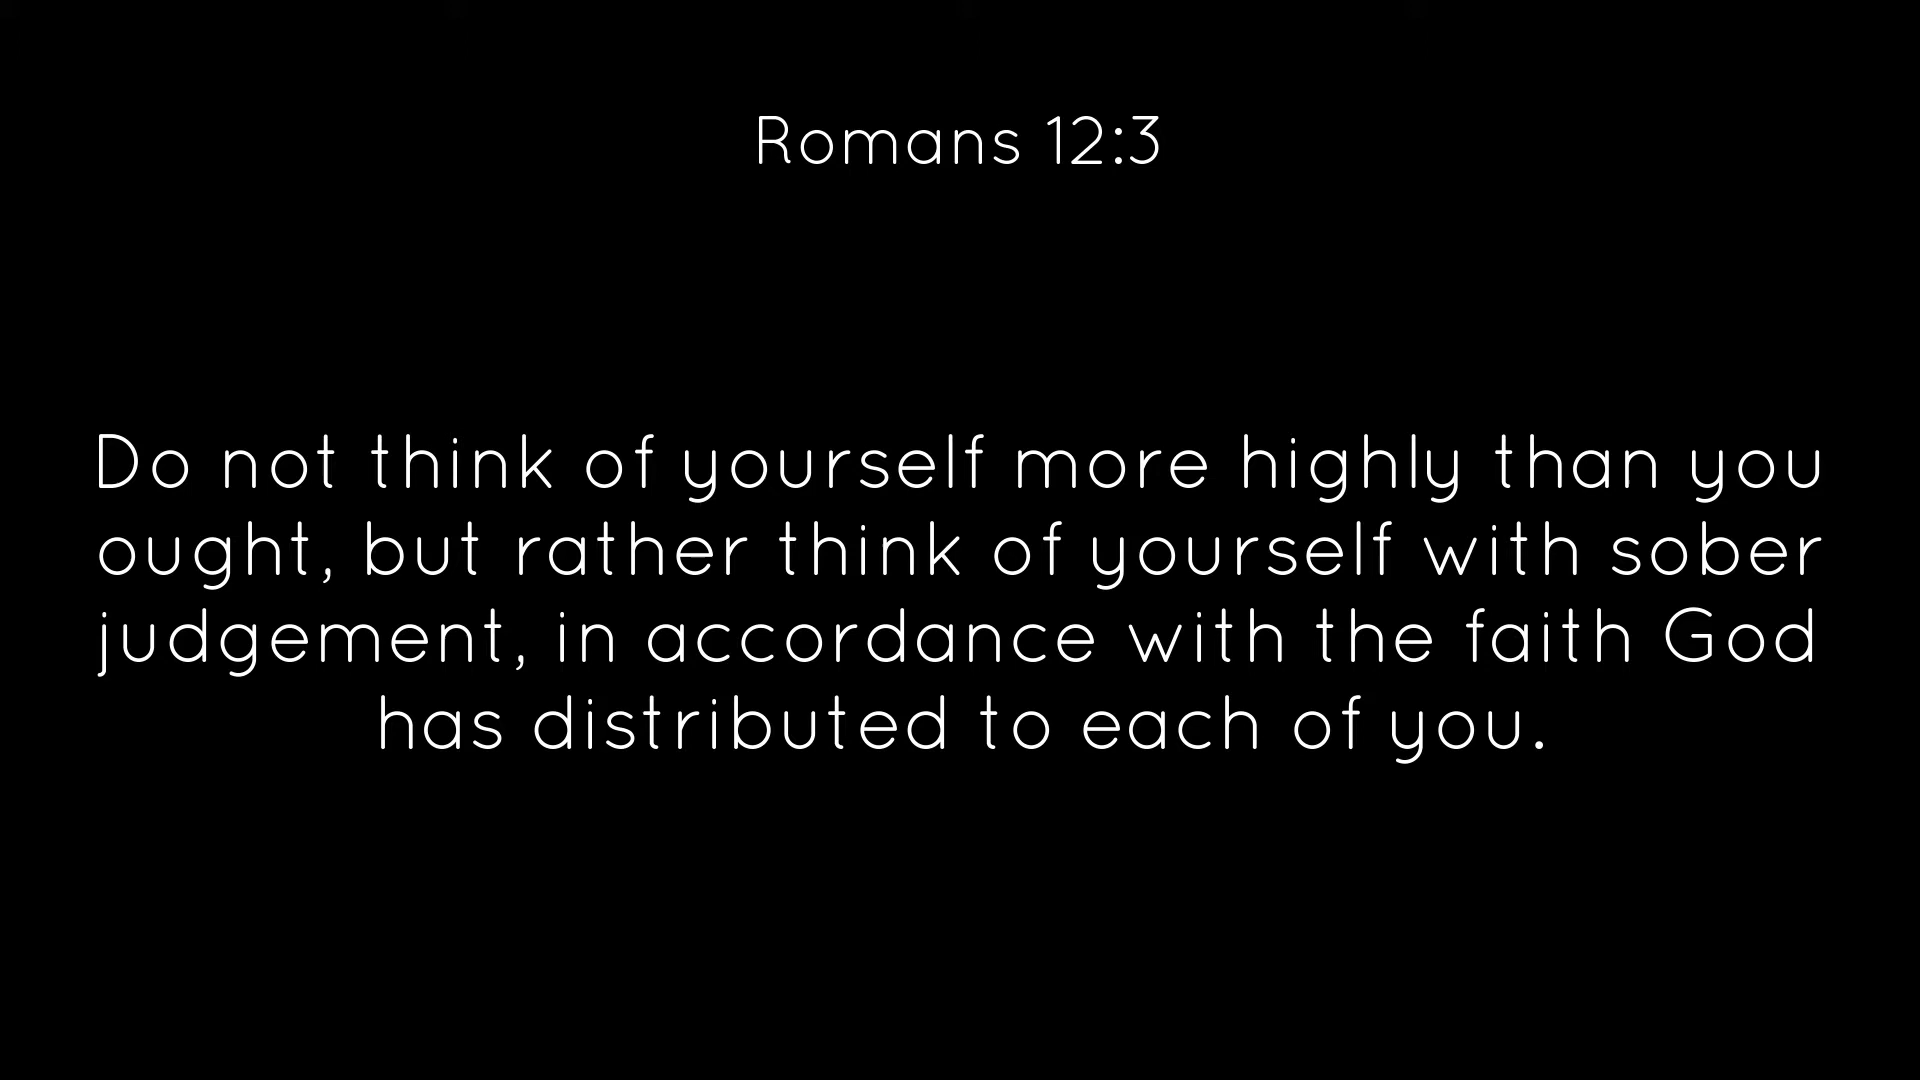 Romans 12:3
Do not think of yourself more highly than you
ought, but rather think of yourself with sober
judgement, in accordance with the faith God
has distributed to each of you.